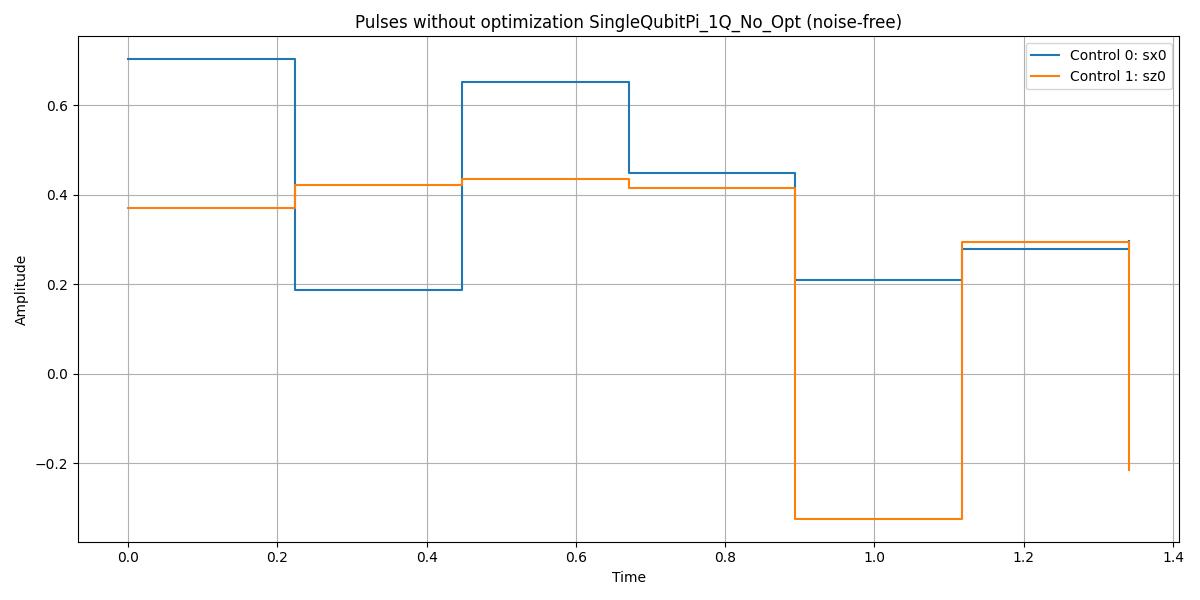 Pulses without optimization SingleQubitPi_1Q_No_Opt (noise-free)
Control 0: sx0
Control 1: sz0
Amplitude
0.6
0.4
0.2
0.0
−0.2
0.0 0.2 0.4 0.6 0.8 1.0 1.2 1.4
Time